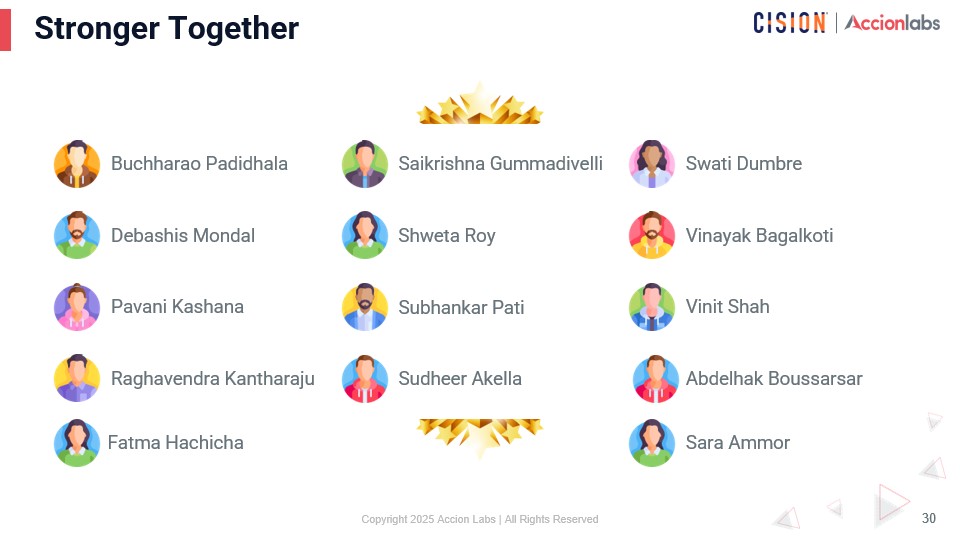 Stronger Together
CISION
Accionlabs
Buchharao Padidhala
Saikrishna Gummadivelli
Swati Dumbre
Debashis Mondal
Shweta Roy
Vinayak Bagalkoti
Pavani Kashana
Subhankar Pati
Vinit Shah
Raghavendra Kantharaju
Sudheer Akella
Abdelhak Boussarsar
Fatma Hachicha
Sara Ammor
Copyright 2025 Accion Labs | All Rights Reserved
30